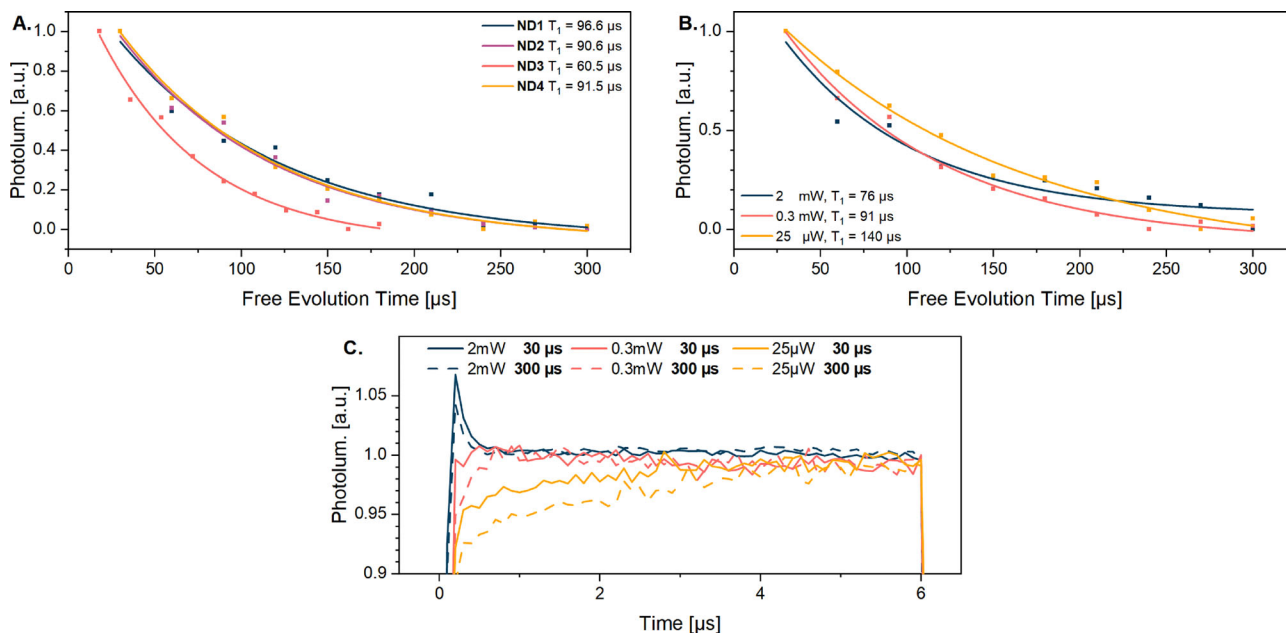 A.
ND1 T₁ = 96.6 µs
ND2 T₁ = 90.6 µs
ND3 T₁ = 60.5 µs
ND4 T₁ = 91.5 µs
Photolum. [a.u.]
1.0
0.8
0.6
0.4
0.2
0.0
0 50 100 150 200 250 300
Free Evolution Time [µs]
B.
Photolum. [a.u.]
1.0
0.5
0.0
2 mW, T₁ = 76 µs
0.3 mW, T₁ = 91 µs
25 µW, T₁ = 140 µs
0 50 100 150 200 250 300
Free Evolution Time [µs]
C.
2mW 30 µs 0.3mW 30 µs 25µW 30 µs
2mW 300 µs 0.3mW 300 µs 25µW 300 µs
Photolum. [a.u.]
1.05
1.0
0.95
0.9
0 2 4 6
Time [µs]